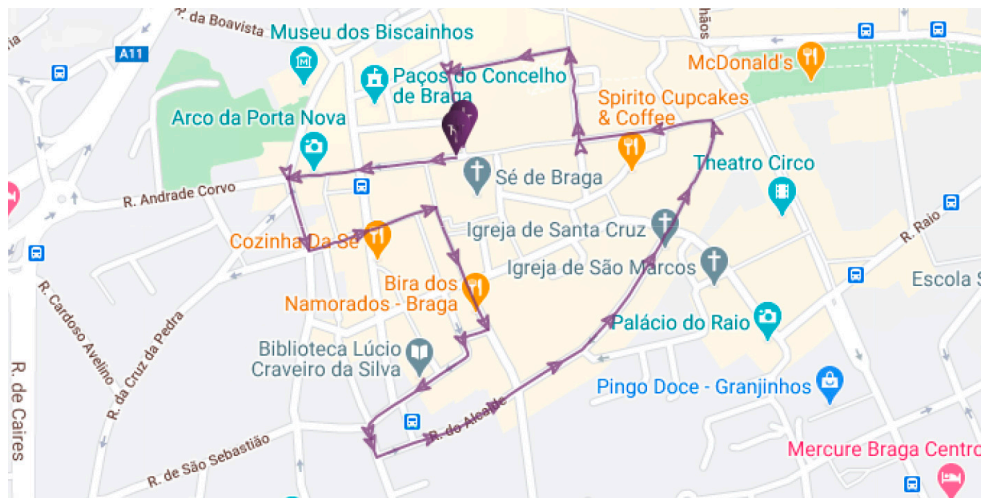 R. da Boavista
Museu dos Biscainhos
A11
Paços do Concelho
de Braga
McDonald's
Spirito Cupcakes
& Coffee
Arco da Porta Nova
Theatro Circo
Sé de Braga
R. Andrade Corvo
Igreja de Santa Cruz
R. Raio
Cozinha Da Sé
Igreja de São Marcos
Escola S
Bira dos
Namorados - Braga
R. Cardoso Avelino
R. da Cruz da Pedra
Palácio do Raio
Biblioteca Lúcio
Craveiro da Silva
R. de Caires
Pingo Doce - Granjinhos
R. do Alcaide
R. de São Sebastião
Mercure Braga Centro